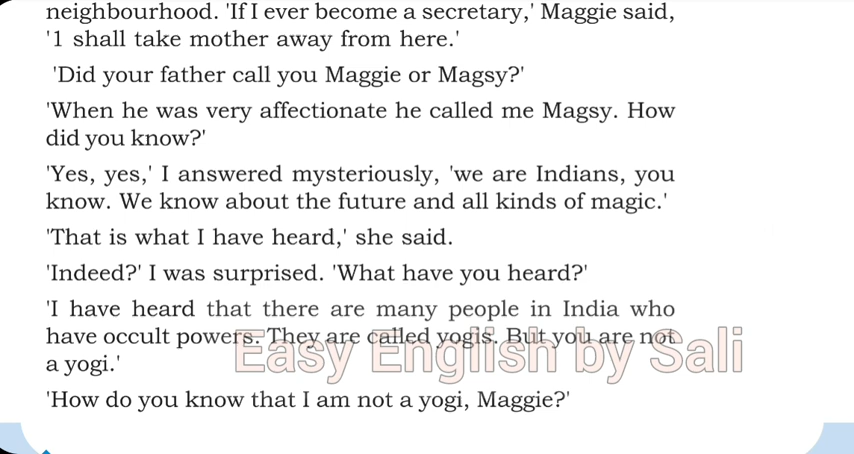 neighbourhood. 'If I ever become a secretary,' Maggie said,
'1 shall take mother away from here.'
'Did your father call you Maggie or Magsy?'
'When he was very affectionate he called me Magsy. How
did you know?'
'Yes, yes,' I answered mysteriously, 'we are Indians, you
know. We know about the future and all kinds of magic.'
'That is what I have heard,' she said.
'Indeed?' I was surprised. 'What have you heard?'
'I have heard that there are many people in India who
have occult powers. They are called yogis. But you are not
a yogi.'
Easy English by Sali
'How do you know that I am not a yogi, Maggie?'